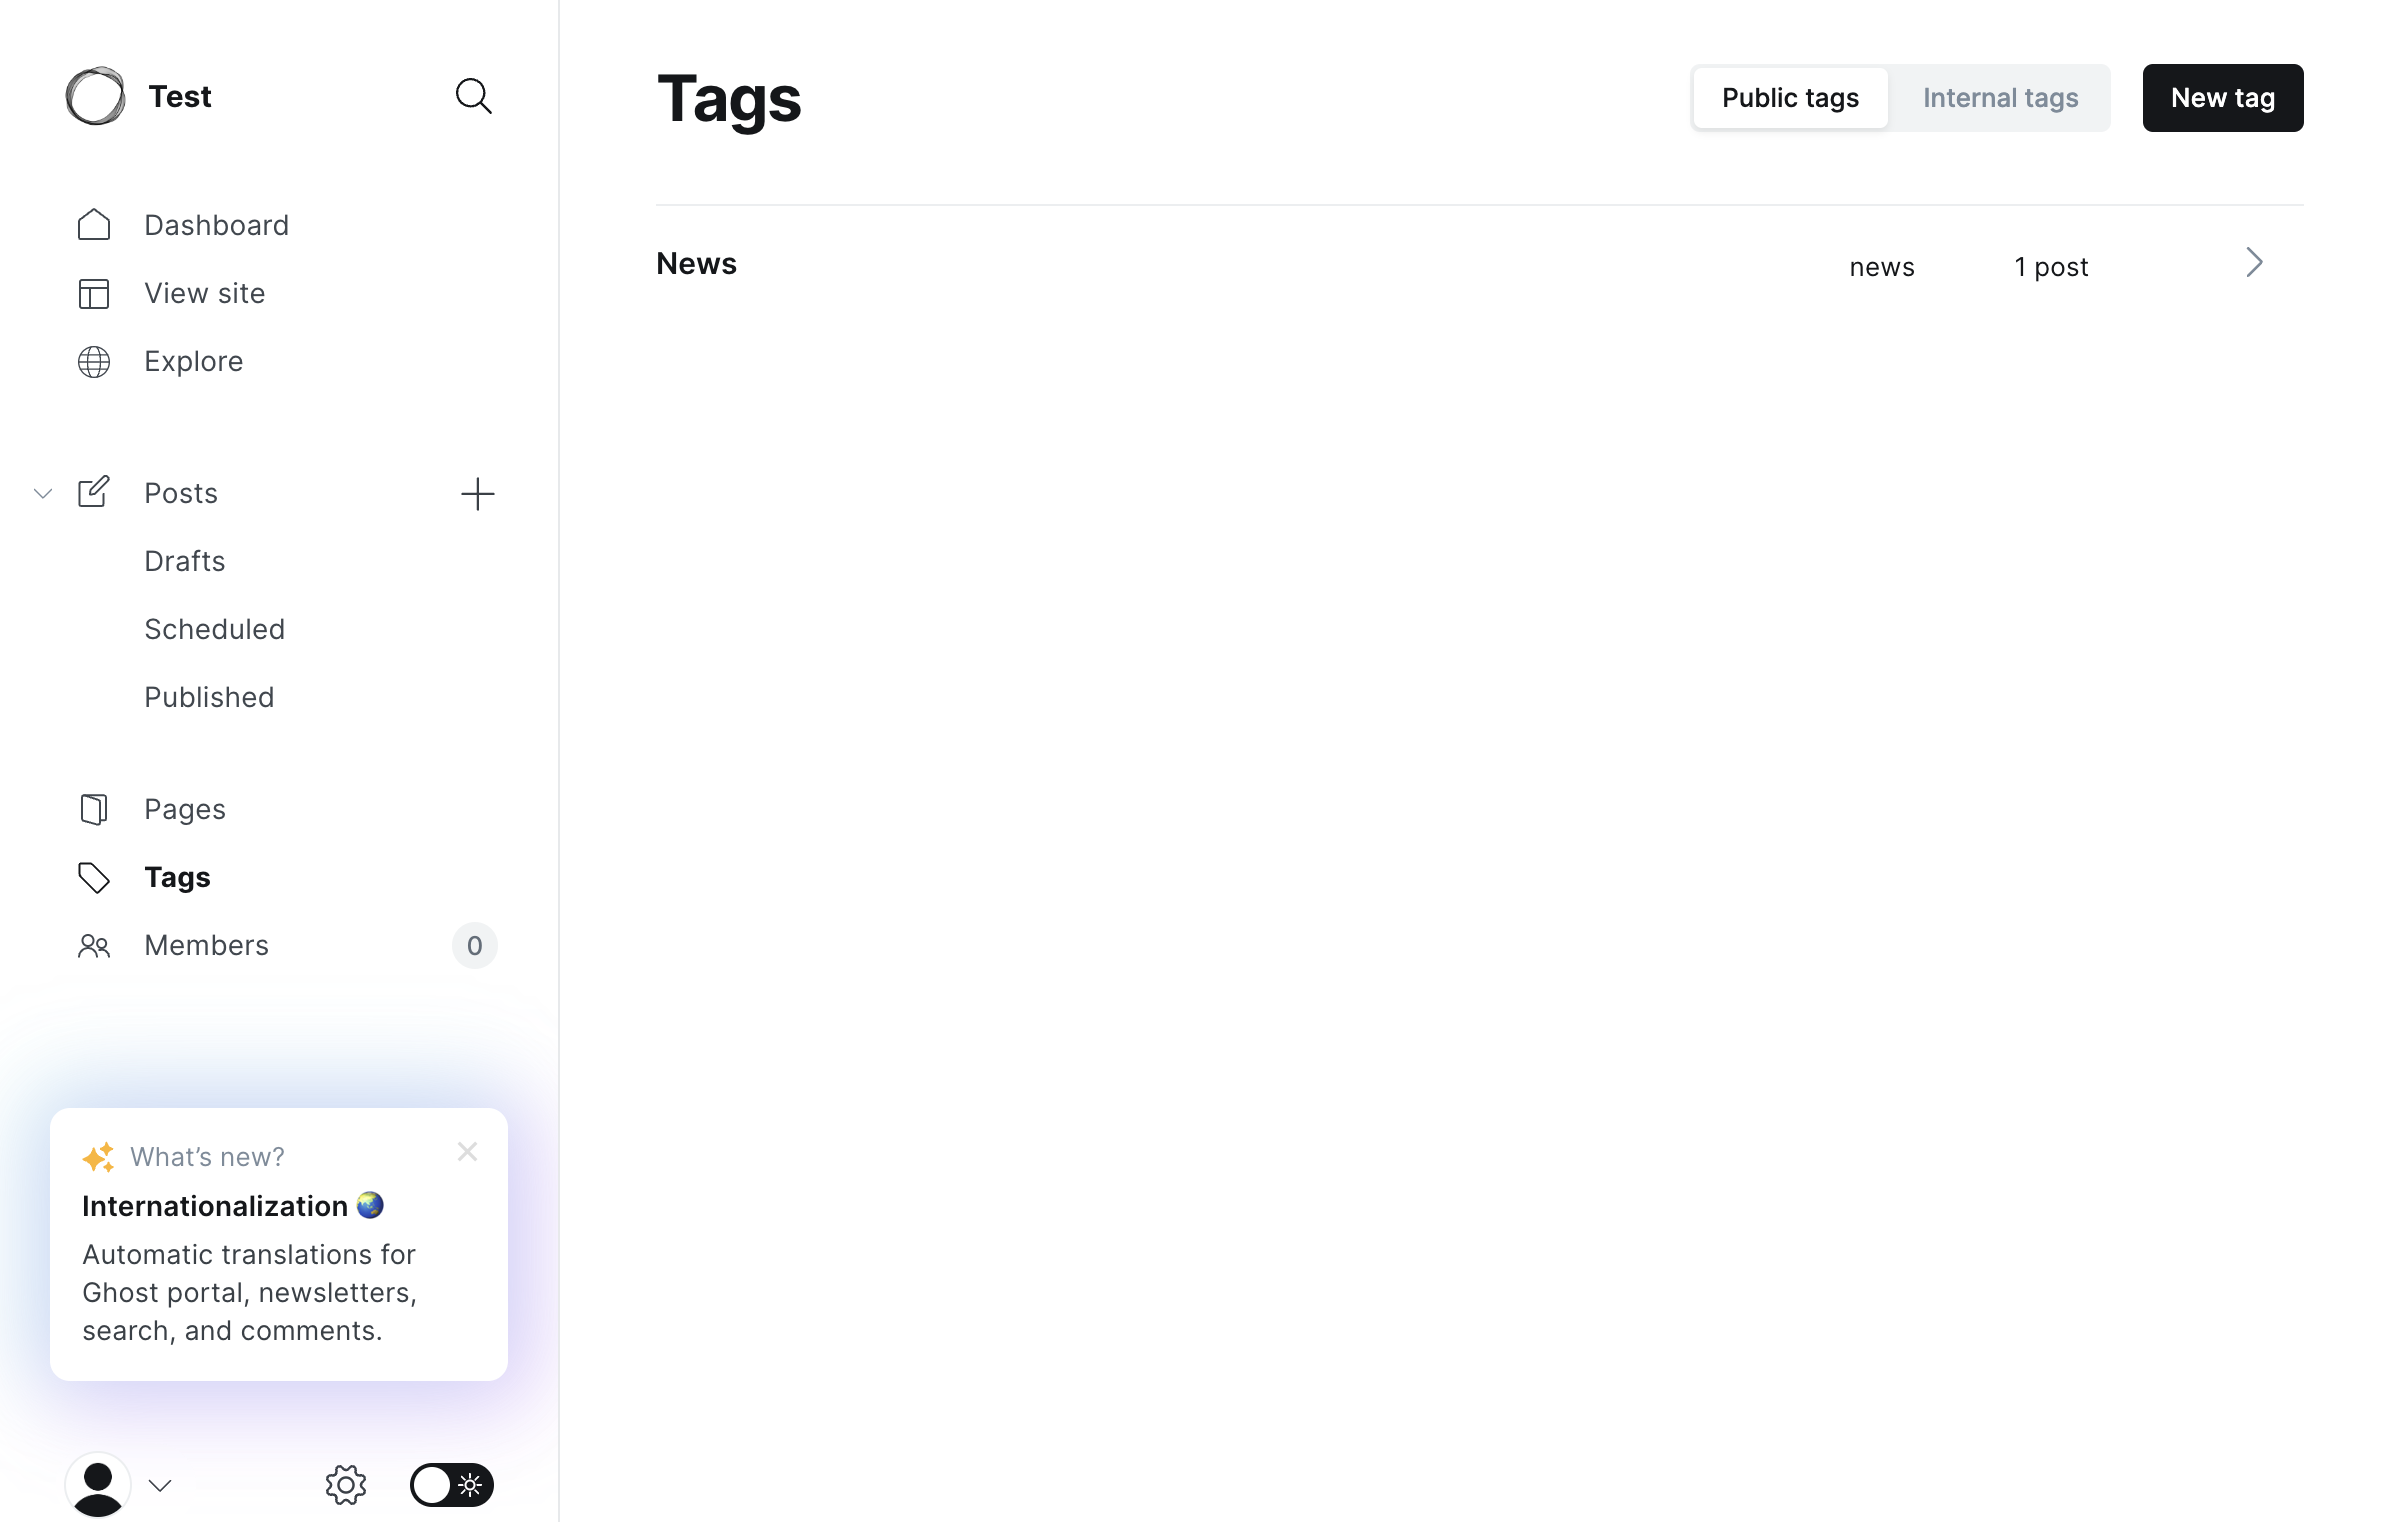 Test
Dashboard
View site
Explore
Posts
Drafts
Scheduled
Published
Pages
Tags
Members 0
What’s new?
Internationalization 🌏
Automatic translations for
Ghost portal, newsletters,
search, and comments.
Tags
Public tags Internal tags New tag
News news 1 post